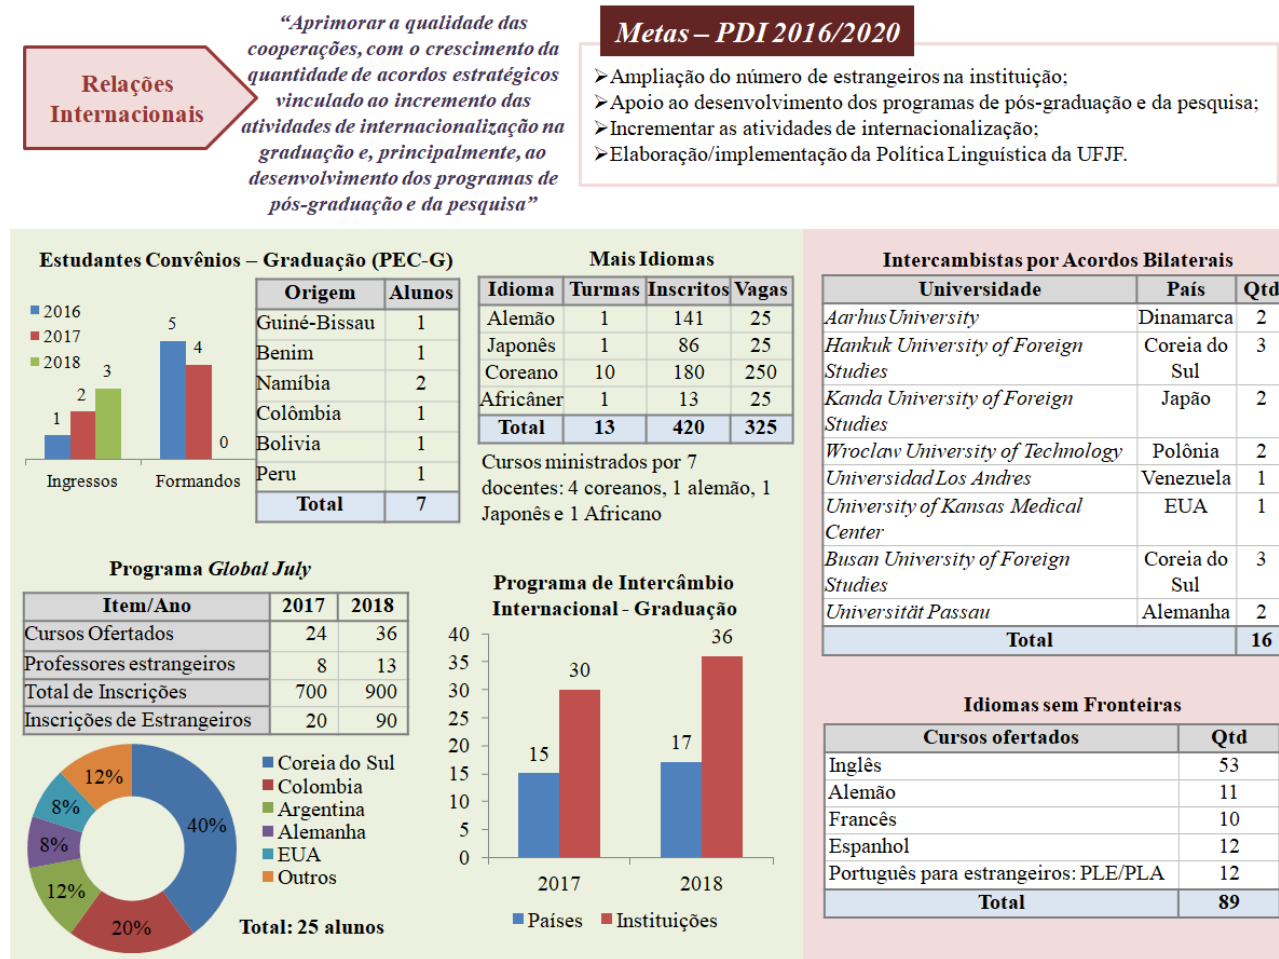 Relações
Internacionais
“Aprimorar a qualidade das
cooperações, com o crescimento da
quantidade de acordos estratégicos
vinculado ao incremento das
atividades de internacionalização na
graduação e, principalmente, ao
desenvolvimento dos programas de
pós-graduação e da pesquisa”
Metas – PDI 2016/2020
➢Ampliação do número de estrangeiros na instituição;
➢Apoio ao desenvolvimento dos programas de pós-graduação e da pesquisa;
➢Incrementar as atividades de internacionalização;
➢Elaboração/implementação da Política Linguística da UFJF.
Estudantes Convênios – Graduação (PEC-G)
2016
2017
2018
1
2
3
5
4
0
Ingressos Formandos
Origem Alunos
Guiné-Bissau 1
Benim 1
Namíbia 2
Colômbia 1
Bolivia 1
Peru 1
Total 7
Mais Idiomas
Idioma Turmas Inscritos Vagas
Alemão 1 141 25
Japonês 1 86 25
Coreano 10 180 250
Africâner 1 13 25
Total 13 420 325
Cursos ministrados por 7
docentes: 4 coreanos, 1 alemão, 1
Japonês e 1 Africano
Intercambistas por Acordos Bilaterais
Universidade País Qtd
Aarhus University Dinamarca 2
Hankuk University of Foreign Studies Coreia do Sul 3
Kanda University of Foreign Studies Japão 2
Wroclaw University of Technology Polônia 2
Universidad Los Andres Venezuela 1
University of Kansas Medical Center EUA 1
Busan University of Foreign Studies Coreia do Sul 3
Universität Passau Alemanha 2
Total 16
Programa Global July
Item/Ano 2017 2018
Cursos Ofertados 24 36
Professores estrangeiros 8 13
Total de Inscrições 700 900
Inscrições de Estrangeiros 20 90
40%
20%
12%
8%
8%
12%
Coreia do Sul
Colombia
Argentina
Alemanha
EUA
Outros
Total: 25 alunos
Programa de Intercâmbio
Internacional - Graduação
40
35
30
25
20
15
10
5
0
15
30
17
36
2017 2018
Países Instituições
Idiomas sem Fronteiras
Cursos ofertados Qtd
Inglês 53
Alemão 11
Francês 10
Espanhol 12
Português para estrangeiros: PLE/PLA 12
Total 89